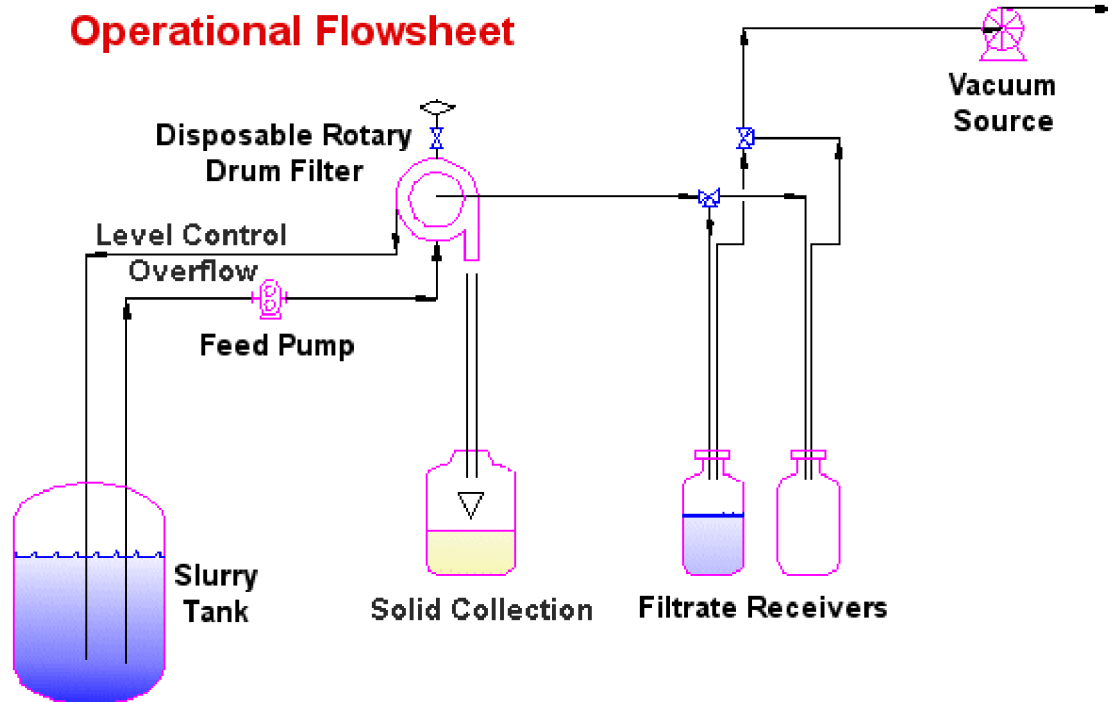 Operational Flowsheet
Vacuum
Source
Disposable Rotary
Drum Filter
Level Control
Overflow
Feed Pump
Slurry
Tank
Solid Collection
Filtrate Receivers